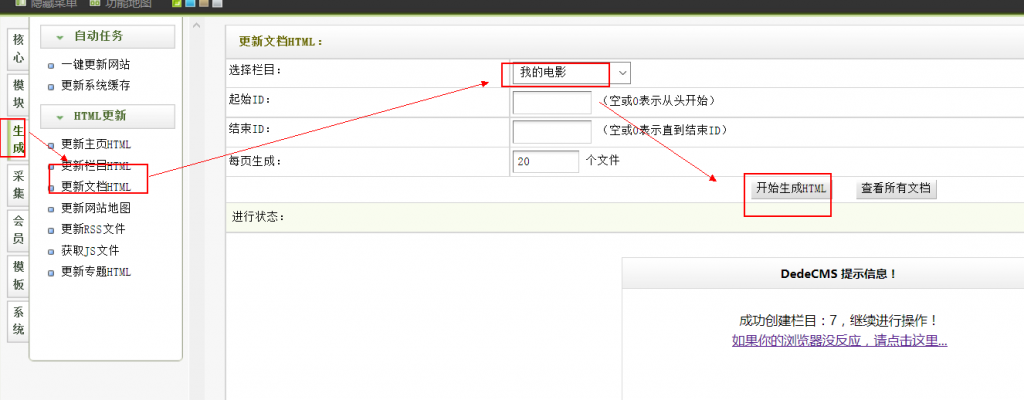 隐藏菜单 功能地图
核心
模块
生成
采集
会员
模板
系统
自动任务
一键更新网站
更新系统缓存
HTML更新
更新主页HTML
更新栏目HTML
更新文档HTML
更新网站地图
更新RSS文件
获取JS文件
更新专题HTML
更新文档HTML：
选择栏目： 我的电影
起始ID： （空或0表示从头开始）
结束ID： （空或0表示直到结束ID）
每页生成： 20 个文件
开始生成HTML 查看所有文档
进行状态：
DedeCMS 提示信息！
成功创建栏目：7，继续进行操作！
如果你的浏览器没反应，请点击这里...